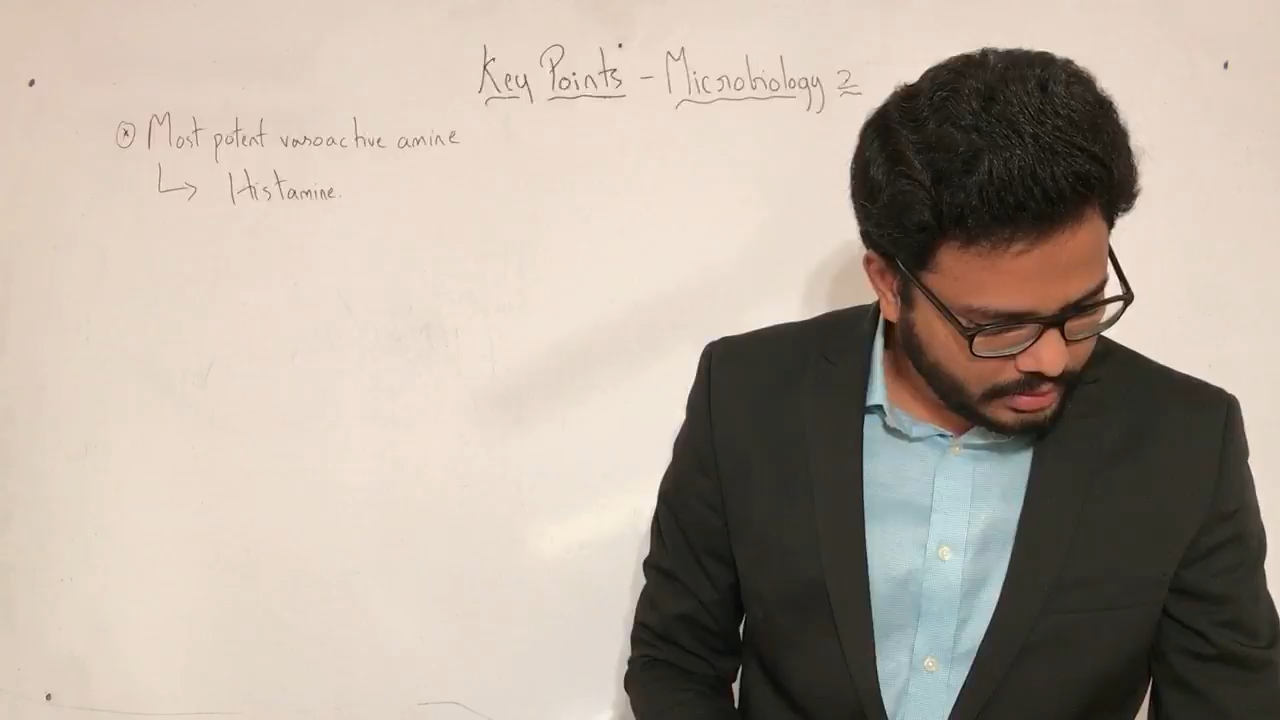 Key Points - Microbiology 2
Most potent vasoactive amine
↳ Histamine.